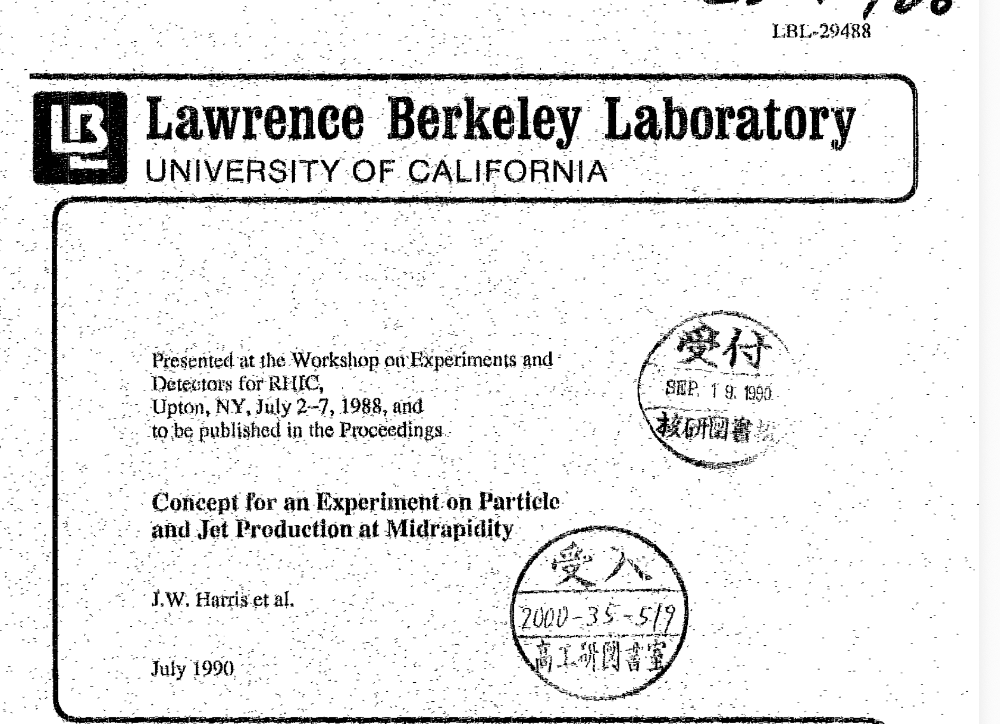 LBL-29488
LB
Lawrence Berkeley Laboratory
UNIVERSITY OF CALIFORNIA
Presented at the Workshop on Experiments and
Detectors for RHIC,
Upton, NY, July 2–7, 1988, and
to be published in the Proceedings
受付
SEP. 19. 1990
核研図書
Concept for an Experiment on Particle
and Jet Production at Midrapidity
受入
2000-35-519
高工研図書室
J.W. Harris et al.
July 1990